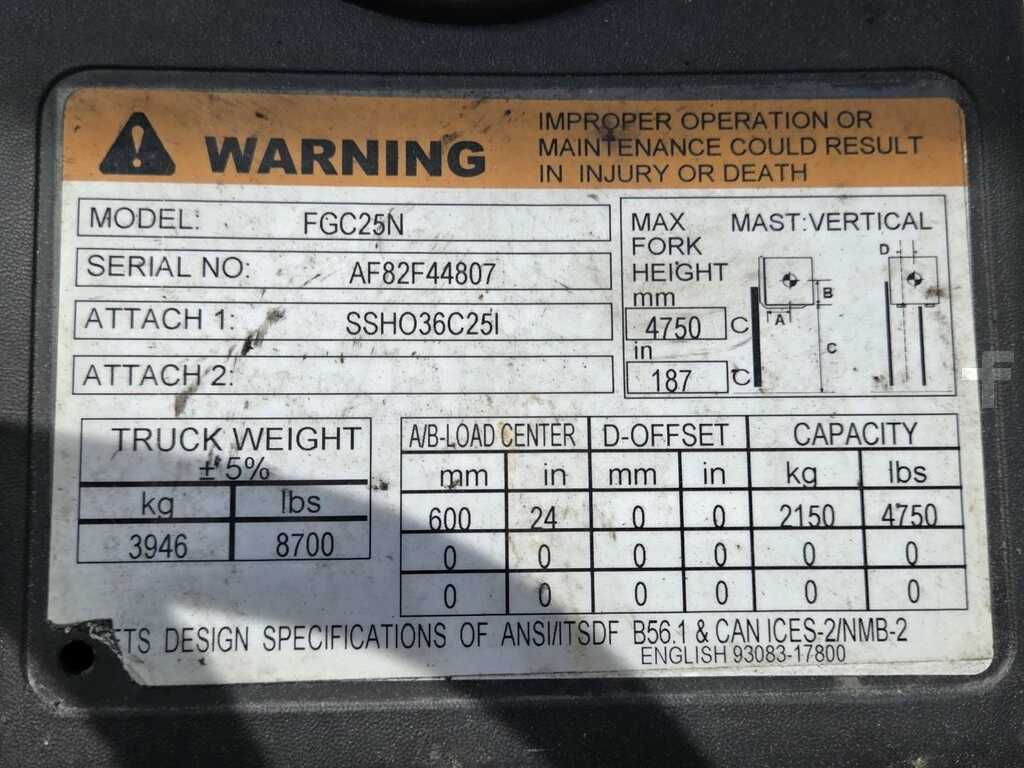 WARNING
IMPROPER OPERATION OR
MAINTENANCE COULD RESULT
IN INJURY OR DEATH
MODEL: FGC25N
SERIAL NO: AF82F44807
ATTACH 1: SSHO36C25I
ATTACH 2:
MAX FORK HEIGHT
mm
4750 C
in
187 C
MAST:VERTICAL
D
B
A
C
TRUCK WEIGHT
± 5%
kg lbs
3946 8700
A/B-LOAD CENTER D-OFFSET CAPACITY
mm in mm in kg lbs
600 24 0 0 2150 4750
0 0 0 0 0 0
0 0 0 0 0 0
ETS DESIGN SPECIFICATIONS OF ANSI/ITSDF B56.1 & CAN ICES-2/NMB-2
ENGLISH 93083-17800